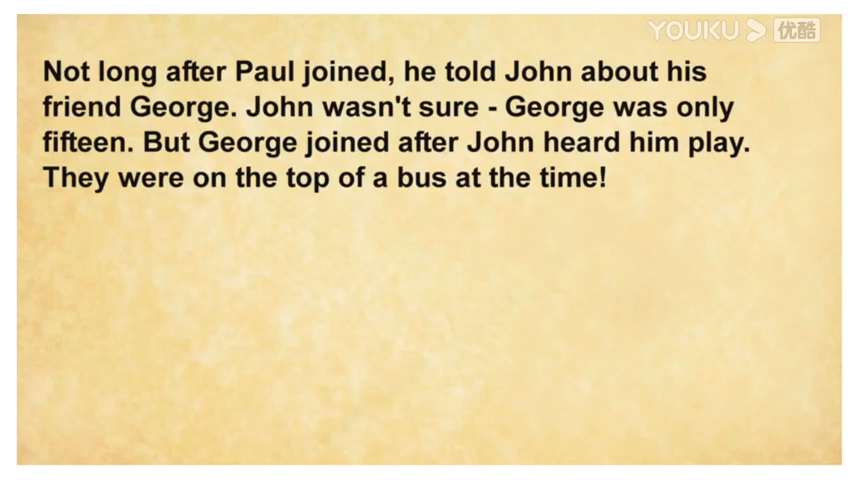 YOUKU 优酷
Not long after Paul joined, he told John about his
friend George. John wasn't sure - George was only
fifteen. But George joined after John heard him play.
They were on the top of a bus at the time!